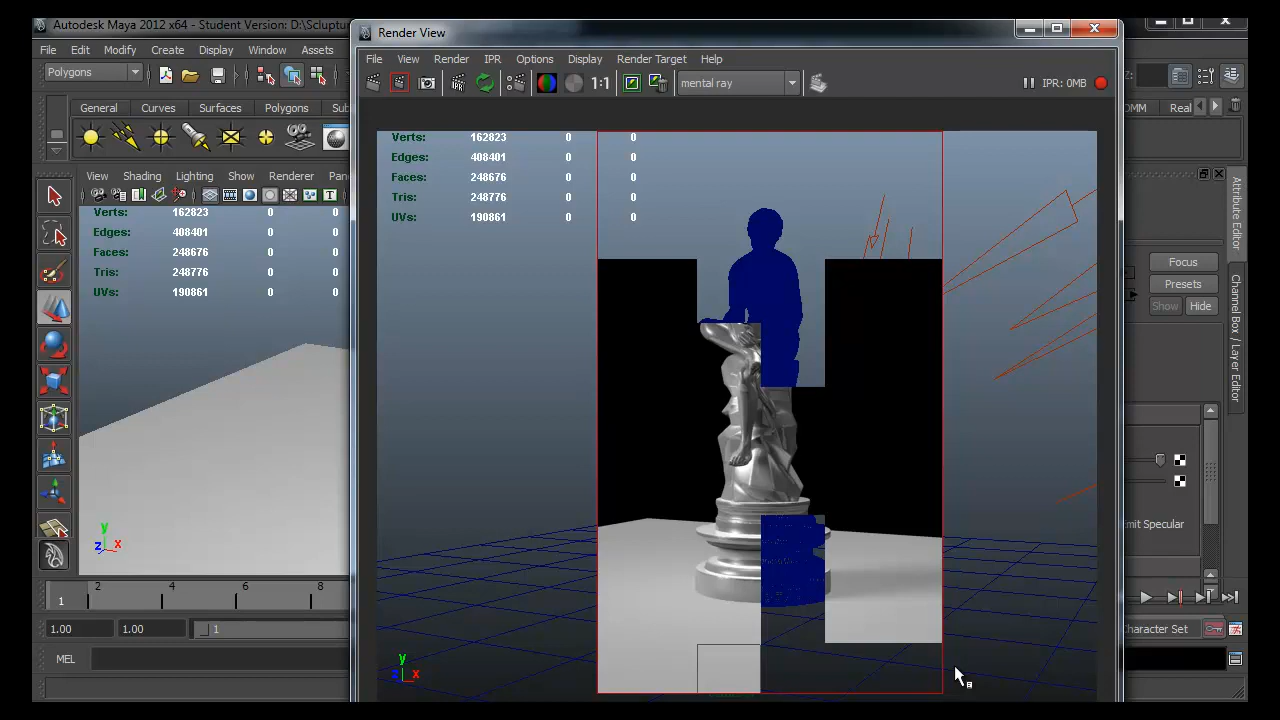 Autodesk Maya 2012 x64 - Student Version: D:\Sclupture
Render View
File Edit Modify Create Display Window Assets
File View Render IPR Options Display Render Target Help
Polygons
1:1
mental ray
IPR: 0MB
General Curves Surfaces Polygons
Real
View Shading Lighting Show Renderer
Verts: 162823 0 0
Edges: 408401 0 0
Faces: 248676 0 0
Tris: 248776 0 0
UVs: 190861 0 0
Verts: 162823 0 0
Edges: 408401 0 0
Faces: 248676 0 0
Tris: 248776 0 0
UVs: 190861 0 0
Attribute Editor
Channel Box / Layer Editor
Focus
Presets
Show Hide
mit Specular
y
z x
y
z x
1 2 4 6 8
1.00 1.00 1
Character Set
MEL